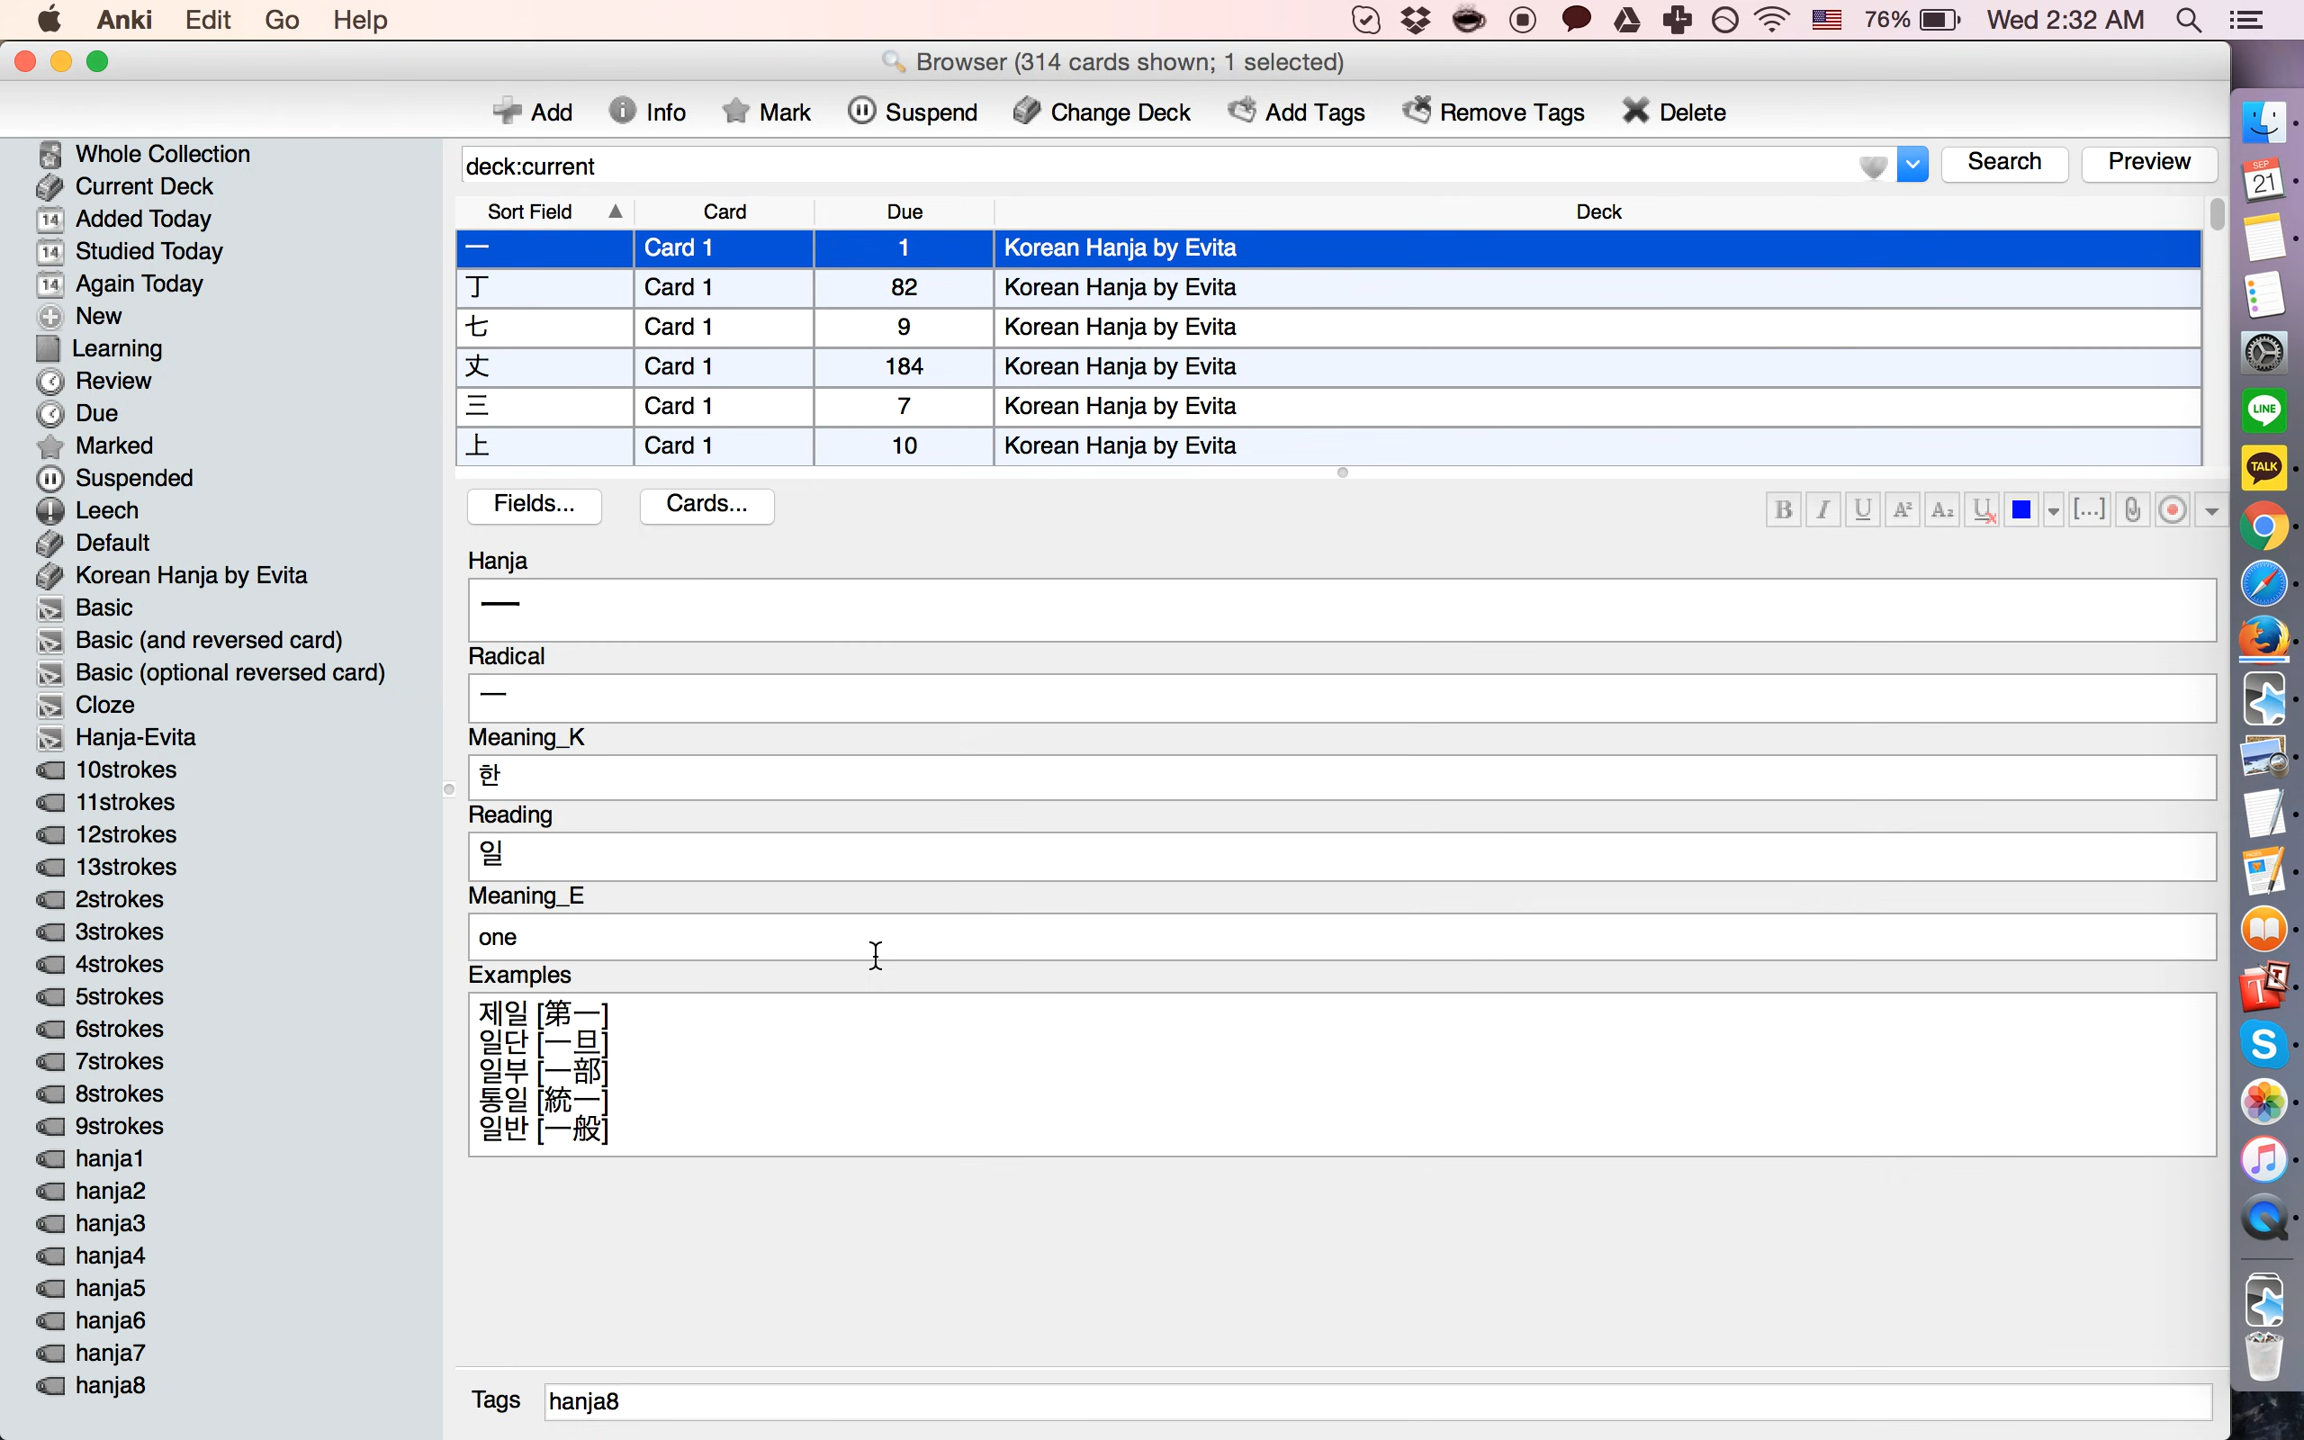 Anki Edit Go Help 76% Wed 2:32 AM
Browser (314 cards shown; 1 selected)
Add Info Mark Suspend Change Deck Add Tags Remove Tags Delete
Whole Collection
Current Deck
Added Today
Studied Today
Again Today
New
Learning
Review
Due
Marked
Suspended
Leech
Default
Korean Hanja by Evita
Basic
Basic (and reversed card)
Basic (optional reversed card)
Cloze
Hanja-Evita
10strokes
11strokes
12strokes
13strokes
2strokes
3strokes
4strokes
5strokes
6strokes
7strokes
8strokes
9strokes
hanja1
hanja2
hanja3
hanja4
hanja5
hanja6
hanja7
hanja8
deck:current Search Preview
Sort Field Card Due Deck
一 Card 1 1 Korean Hanja by Evita
丁 Card 1 82 Korean Hanja by Evita
七 Card 1 9 Korean Hanja by Evita
丈 Card 1 184 Korean Hanja by Evita
三 Card 1 7 Korean Hanja by Evita
上 Card 1 10 Korean Hanja by Evita
Fields... Cards... B I U A² A₂ U [...]
Hanja
一
Radical
一
Meaning_K
한
Reading
일
Meaning_E
one
Examples
제일 [第一]
일단 [一旦]
일부 [一部]
통일 [統一]
일반 [一般]
Tags hanja8
SEP
21
LINE
TALK